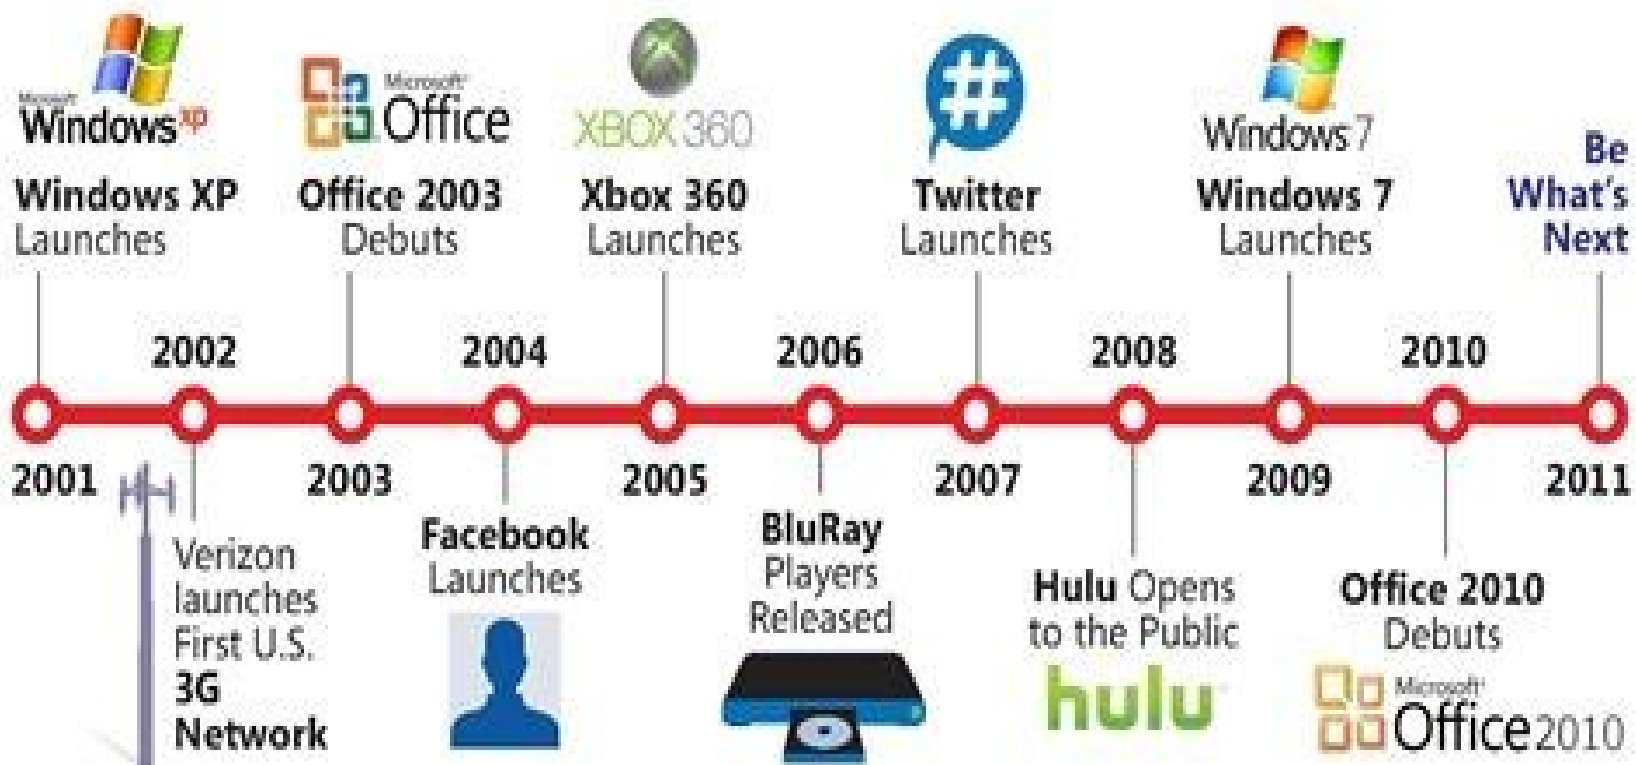 Microsoft
Windows xp
Windows XP
Launches
Microsoft
Office
Office 2003
Debuts
XBOX 360
Xbox 360
Launches
#
Twitter
Launches
Windows 7
Windows 7
Launches
Be
What's
Next
2002
2004
2006
2008
2010
2001
2003
2005
2007
2009
2011
Verizon
launches
First U.S.
3G
Network
Facebook
Launches
BluRay
Players
Released
Hulu Opens
to the Public
hulu
Office 2010
Debuts
Microsoft
Office 2010